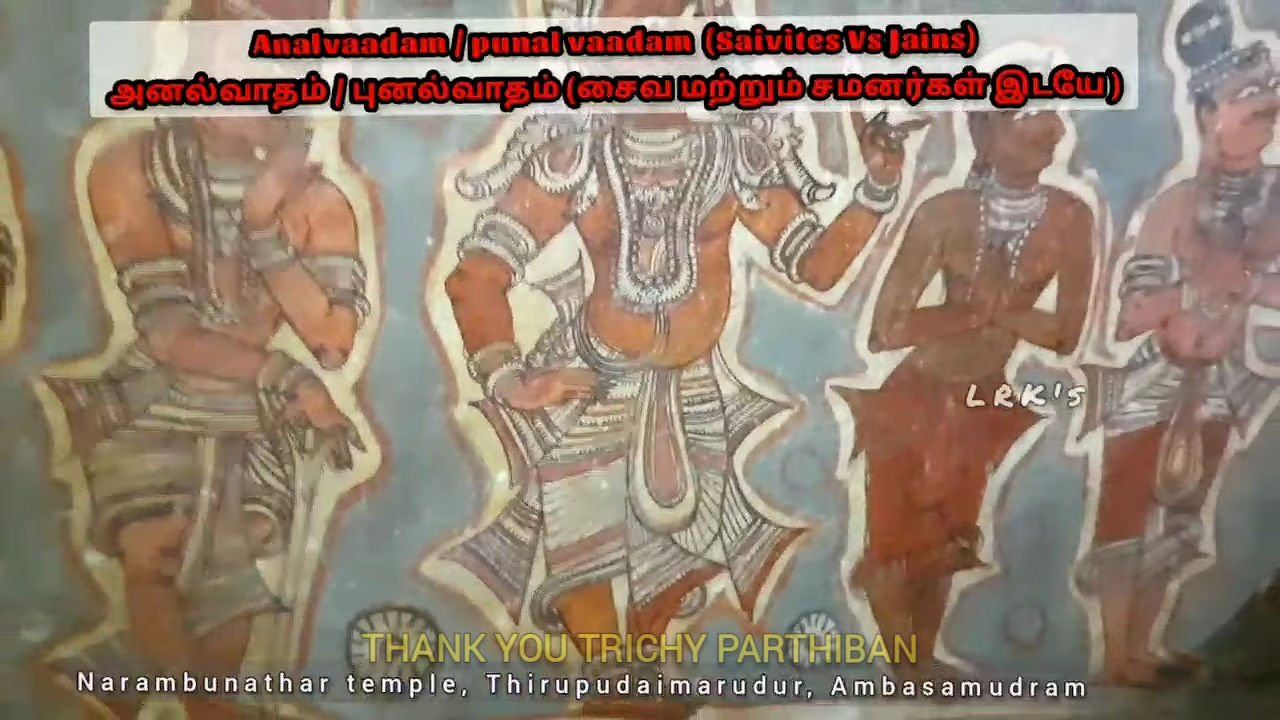 Analvaadam / punal vaadam (Saivites Vs Jains)
அனல்வாதம் / புனல்வாதம் (சைவ மற்றும் சமனர்கள் இடயே)
LRK'S
THANK YOU TRICHY PARTHIBAN
Narambunathar temple, Thirupudaimarudur, Ambasamudram